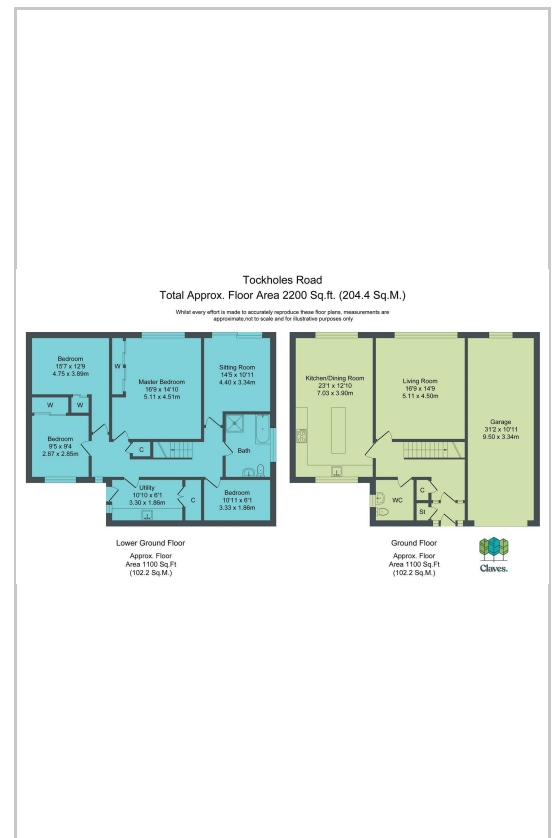 Tockholes Road
Total Approx. Floor Area 2200 Sq.ft. (204.4 Sq.M.)
Whilst every effort is made to accurately reproduce these floor plans, measurements are
approximate,not to scale and for illustrative purposes only
Bedroom
15'7 x 12'9
4.75 x 3.89m
W
W
W
Master Bedroom
16'9 x 14'10
5.11 x 4.51m
Sitting Room
14'5 x 10'11
4.40 x 3.34m
Bedroom
9'5 x 9'4
2.87 x 2.85m
C
Bath
Utility
10'10 x 6'1
3.30 x 1.86m
C
Bedroom
10'11 x 6'1
3.33 x 1.86m
Lower Ground Floor
Approx. Floor
Area 1100 Sq.Ft
(102.2 Sq.M.)
Kitchen/Dining Room
23'1 x 12'10
7.03 x 3.90m
Living Room
16'9 x 14'9
5.11 x 4.50m
Garage
31'2 x 10'11
9.50 x 3.34m
WC
C
St
Ground Floor
Approx. Floor
Area 1100 Sq.Ft
(102.2 Sq.M.)
Claves.